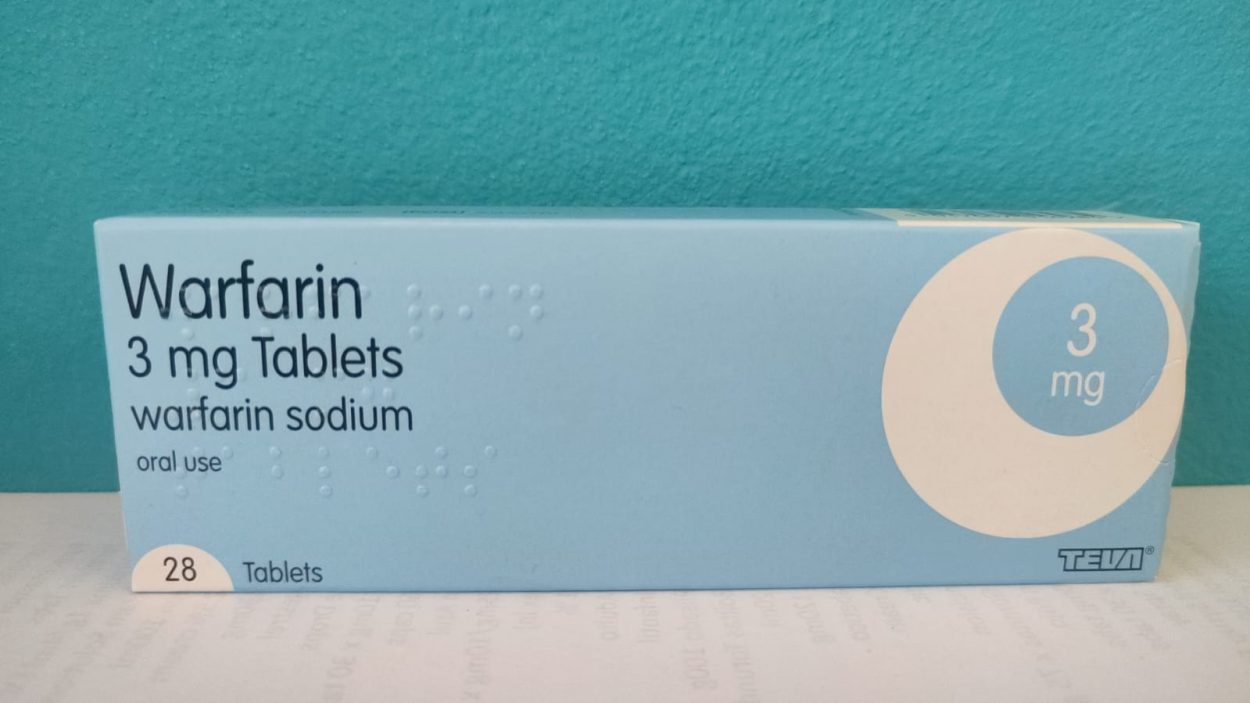 Warfarin
3 mg Tablets
warfarin sodium
oral use
28 Tablets
3
mg
TEVA®